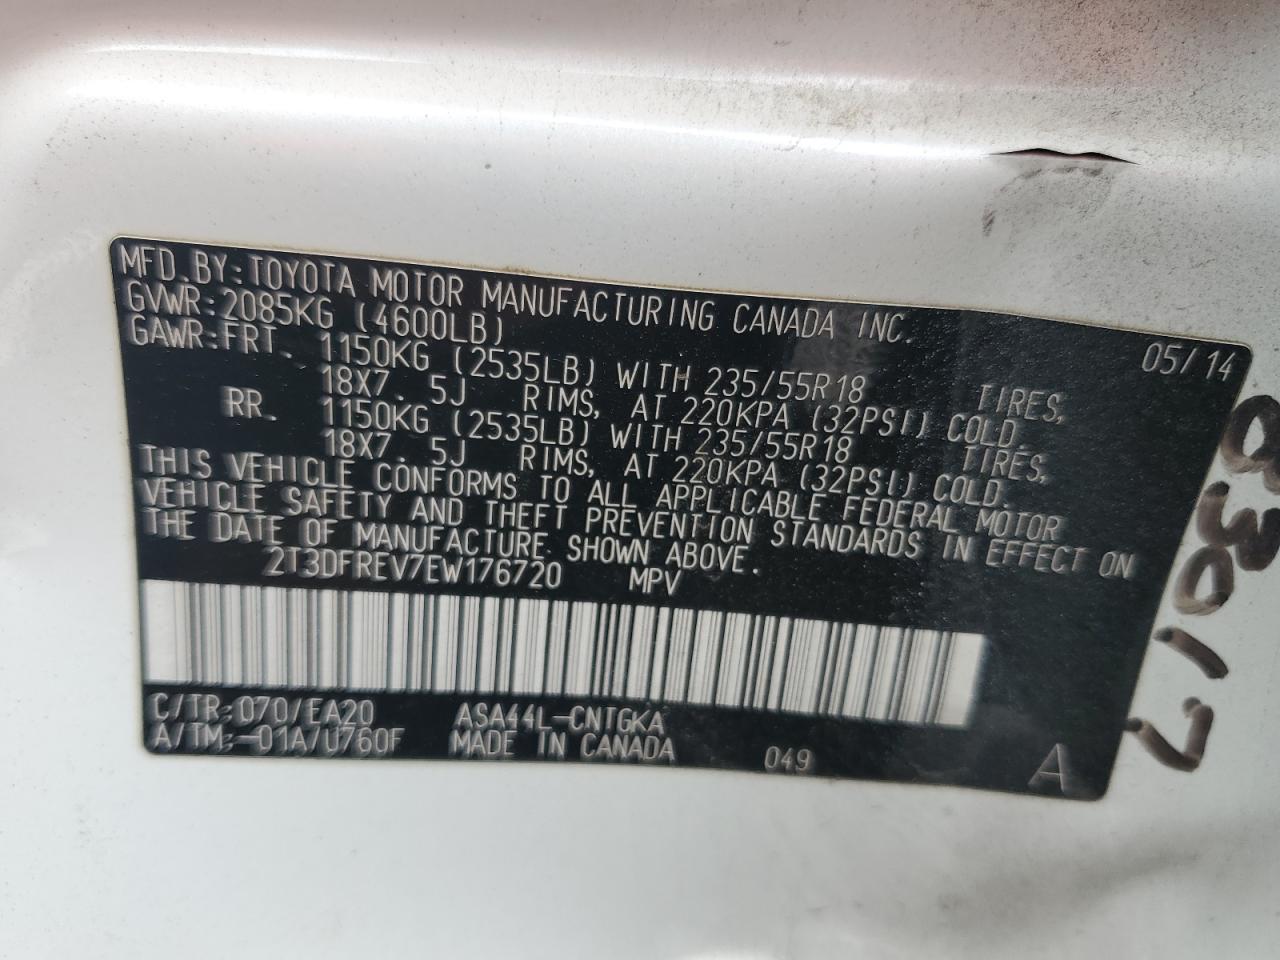 MFD. BY: TOYOTA MOTOR MANUFACTURING CANADA INC. 05/14
GVWR: 2085KG (4600LB)
GAWR: FRT. 1150KG (2535LB) WITH 235/55R18 TIRES,
18X7. 5J RIMS, AT 220KPA (32PSI) COLD.
RR. 1150KG (2535LB) WITH 235/55R18 TIRES,
18X7. 5J RIMS, AT 220KPA (32PSI) COLD.
THIS VEHICLE CONFORMS TO ALL APPLICABLE FEDERAL MOTOR
VEHICLE SAFETY AND THEFT PREVENTION STANDARDS IN EFFECT ON
THE DATE OF MANUFACTURE SHOWN ABOVE.
2T3DFREV7EW176720 MPV
C/TR: 070/EA20 ASA44L-CNTGKA
A/TM: -01A/U760F MADE IN CANADA 049 A
83017